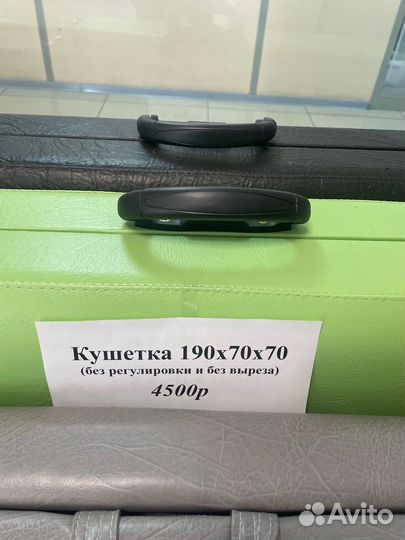 Кушетка 190х70х70
(без регулировки и без выреза)
4500р
Avito